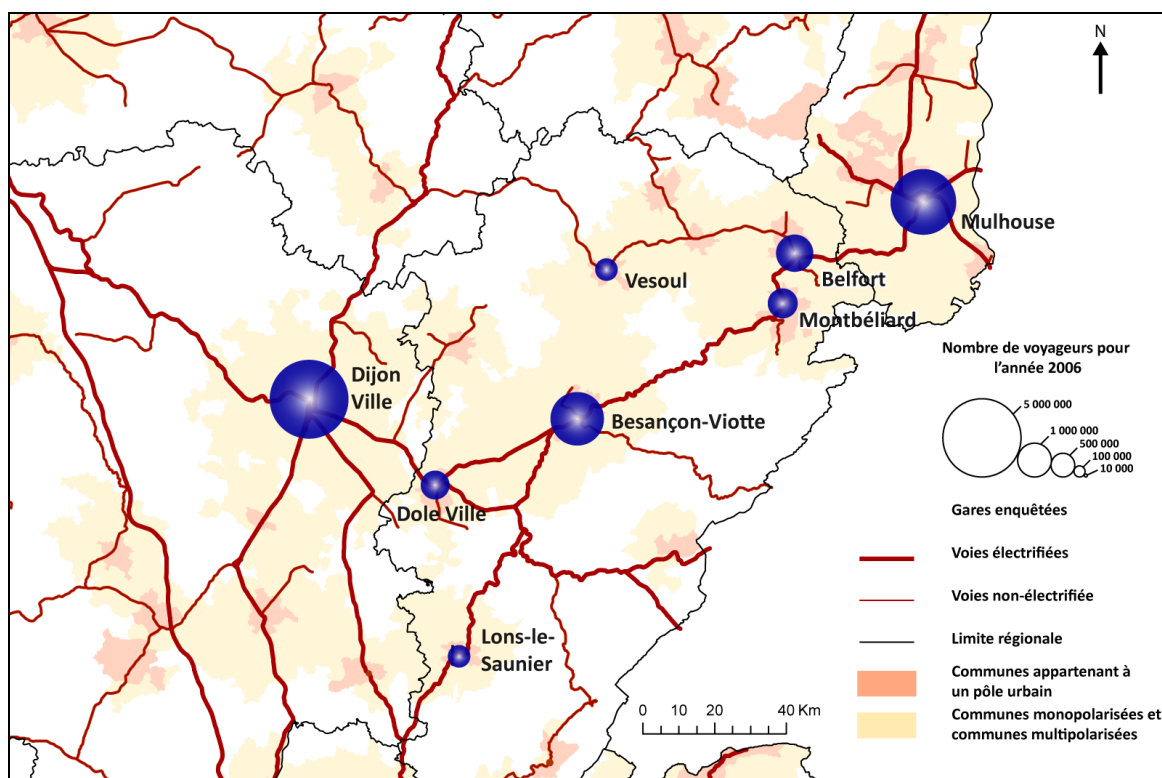 N
Mulhouse
Belfort
Vesoul
Montbéliard
Nombre de voyageurs pour
l'année 2006
Dijon
Ville
5 000 000
Besançon-Viotte
1 000 000
500 000
100 000
10 000
Dole Ville
Gares enquêtées
Voies électrifiées
Voies non-électrifiée
Limite régionale
Lons-le-
Saunier
Communes appartenant à
un pôle urbain
0 10 20 40 Km
Communes monopolisées et
communes multipolarisées